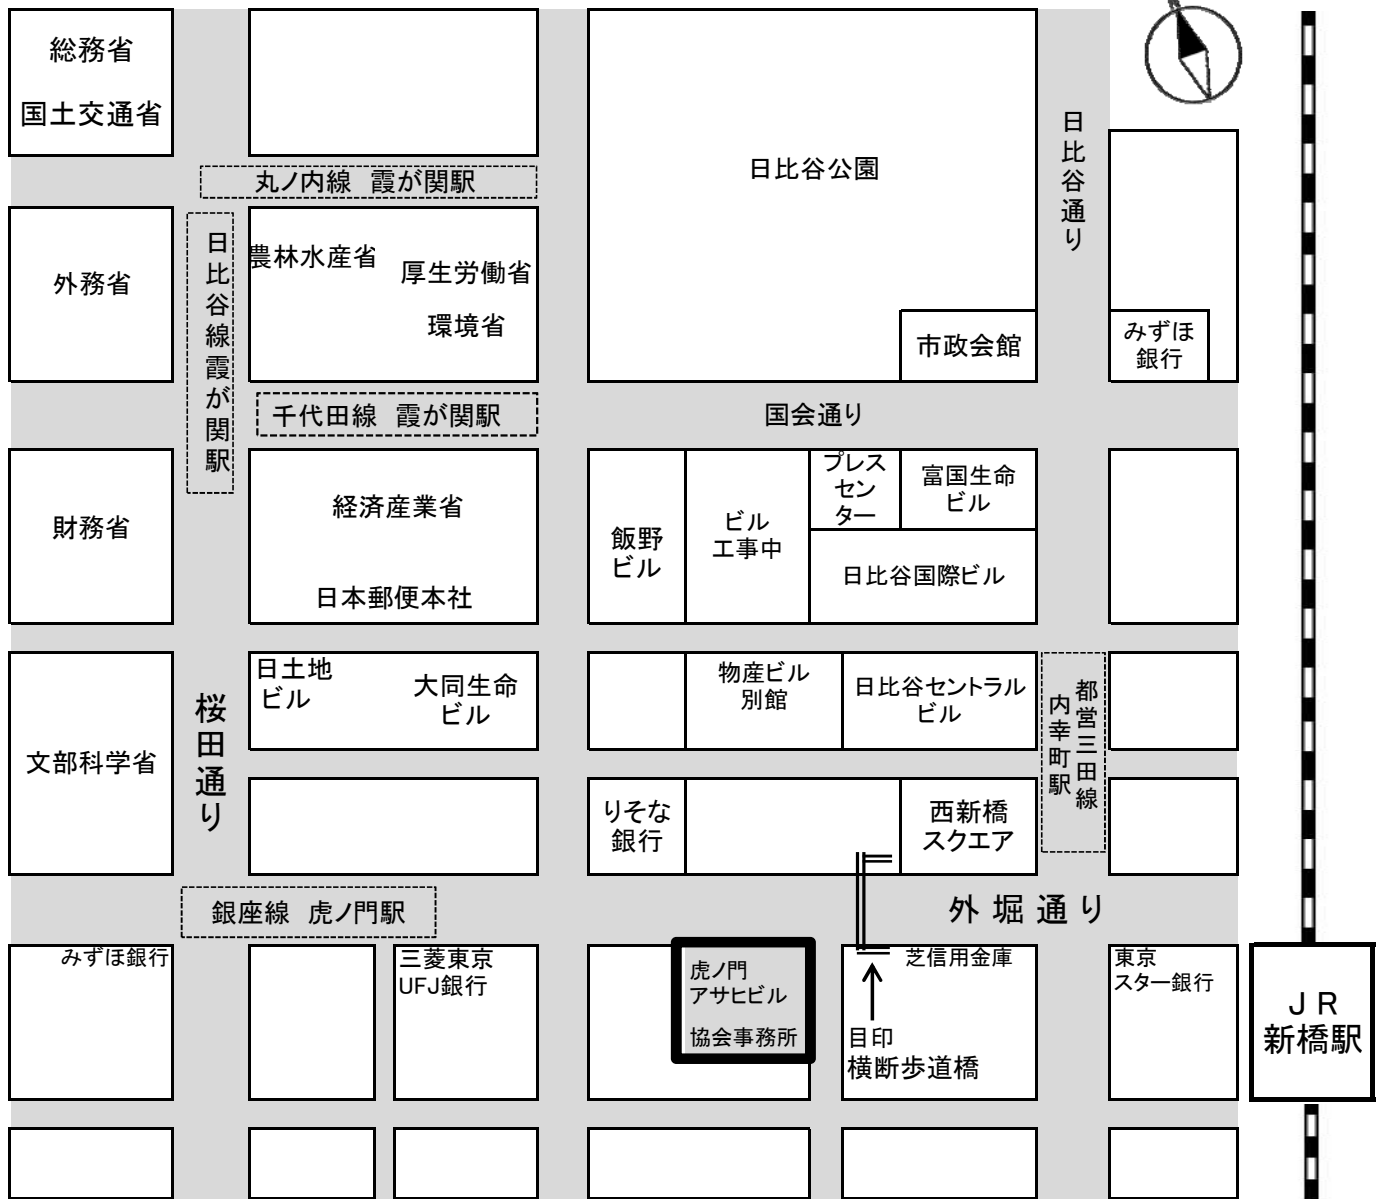 総務省
国土交通省
丸ノ内線 霞が関駅
日比谷公園
日比谷通り
外務省
日比谷線霞が関駅
農林水産省
厚生労働省
環境省
市政会館
みずほ
銀行
千代田線 霞が関駅
国会通り
財務省
経済産業省
日本郵便本社
飯野
ビル
ビル
工事中
プレス
セン
ター
富国生命
ビル
日比谷国際ビル
文部科学省
桜田通り
日土地
ビル
大同生命
ビル
物産ビル
別館
日比谷セントラル
ビル
都営三田線
内幸町駅
りそな
銀行
西新橋
スクエア
銀座線 虎ノ門駅
外堀通り
みずほ銀行
三菱東京
UFJ銀行
虎ノ門
アサヒビル
協会事務所
芝信用金庫
目印
横断歩道橋
東京
スター銀行
JR
新橋駅